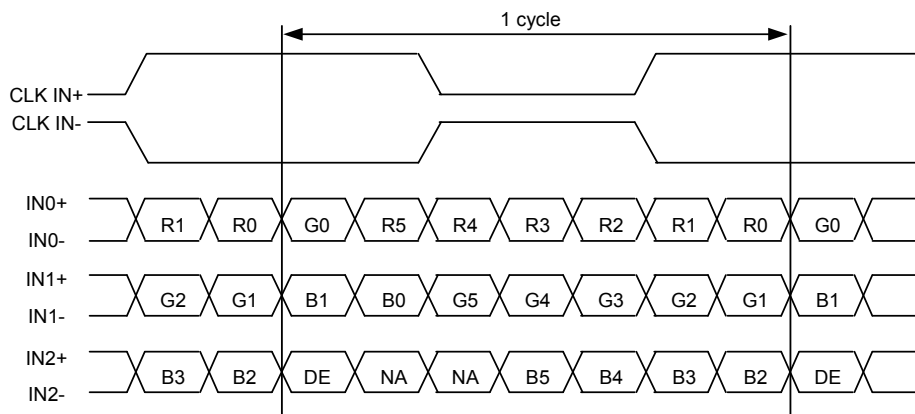 1 cycle
CLK IN+
CLK IN-
IN0+
R1 R0 G0 R5 R4 R3 R2 R1 R0 G0
IN0-
IN1+
G2 G1 B1 B0 G5 G4 G3 G2 G1 B1
IN1-
IN2+
B3 B2 DE NA NA B5 B4 B3 B2 DE
IN2-